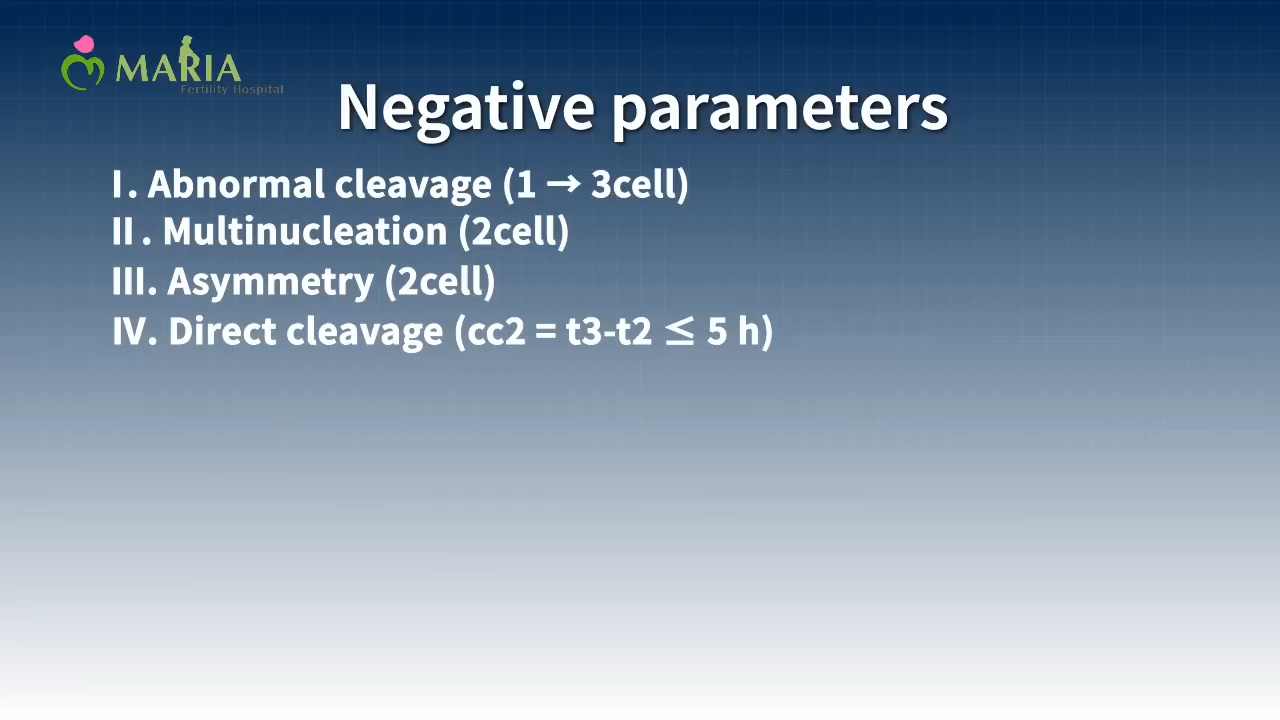 MARIA
Fertility Hospital
Negative parameters
I. Abnormal cleavage (1 → 3cell)
II. Multinucleation (2cell)
III. Asymmetry (2cell)
IV. Direct cleavage (cc2 = t3-t2 ≤ 5 h)